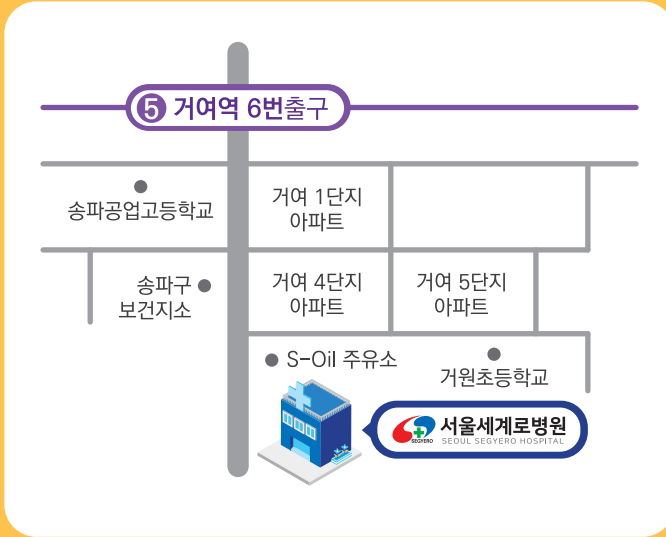 5 거여역 6번출구
송파공업고등학교
거여 1단지
아파트
송파구
보건지소
거여 4단지
아파트
거여 5단지
아파트
S-Oil 주유소
거원초등학교
SEGYERO
서울세계로병원
SEOUL SEGYERO HOSPITAL